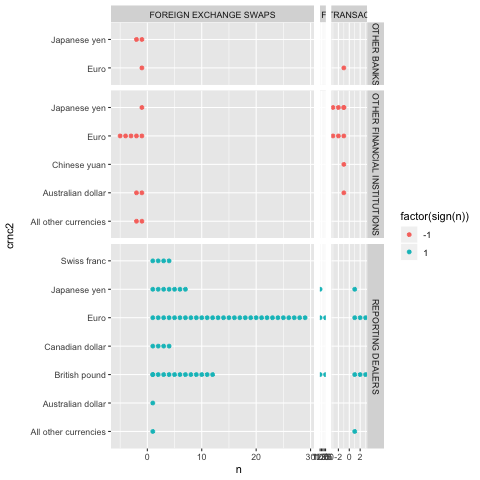 FOREIGN EXCHANGE SWAPS
TRANSAC
Japanese yen
Euro
OTHER BANKS
Japanese yen
Euro
Chinese yuan
Australian dollar
All other currencies
OTHER FINANCIAL INSTITUTIONS
Swiss franc
Japanese yen
Euro
Canadian dollar
British pound
Australian dollar
All other currencies
REPORTING DEALERS
crnc2
0 10 20 -2 0 2
n
factor(sign(n))
-1
1